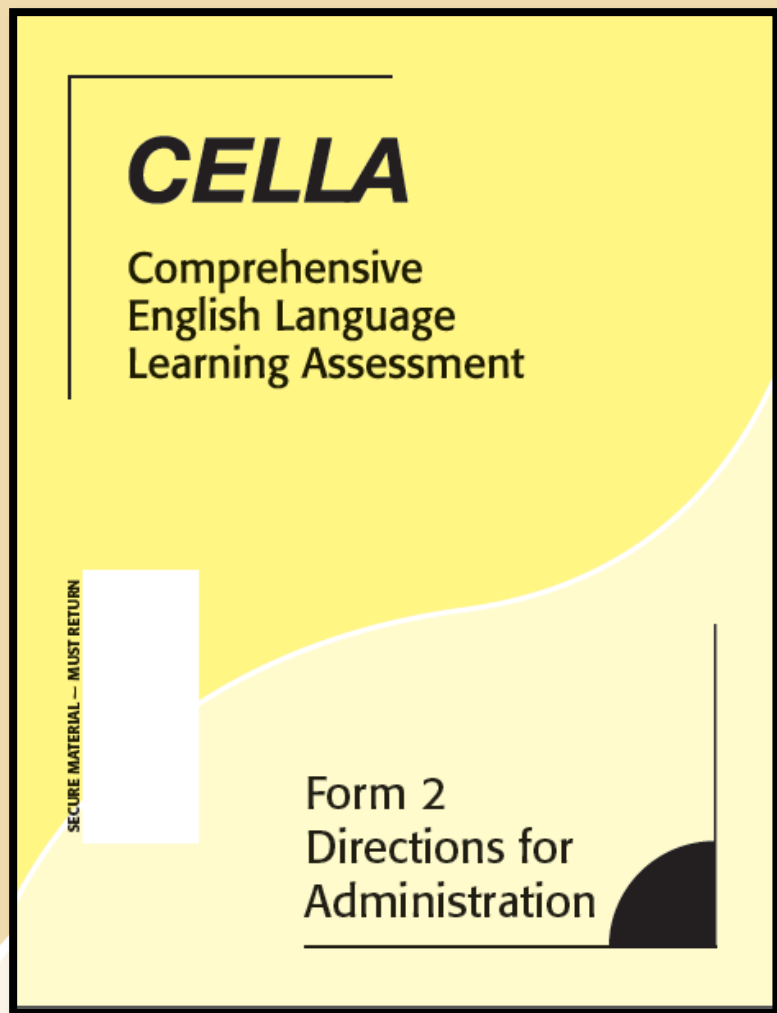 CELLA
Comprehensive
English Language
Learning Assessment
SECURE MATERIAL — MUST RETURN
Form 2
Directions for
Administration